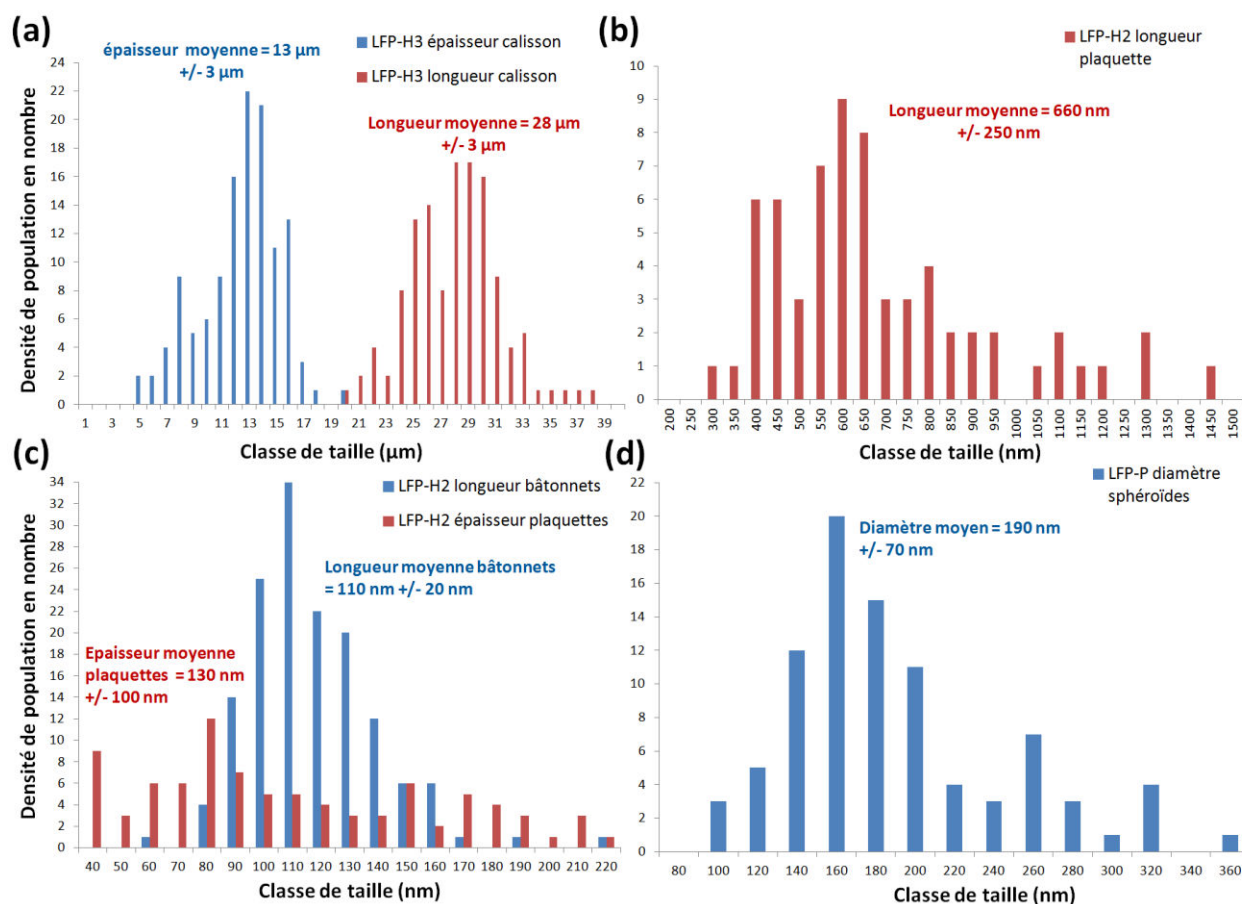 (a)
épaisseur moyenne = 13 µm
+/- 3 µm
LFP-H3 épaisseur calisson
LFP-H3 longueur calisson
Longueur moyenne = 28 µm
+/- 3 µm
Densité de population en nombre
24
22
20
18
16
14
12
10
8
6
4
2
0
1 3 5 7 9 11 13 15 17 19 21 23 25 27 29 31 33 35 37 39
Classe de taille (µm)
(b)
LFP-H2 longueur
plaquette
Longueur moyenne = 660 nm
+/- 250 nm
10
9
8
7
6
5
4
3
2
1
0
200 250 300 350 400 450 500 550 600 650 700 750 800 850 900 950 1000 1050 1100 1150 1200 1250 1300 1350 1400 1450 1500
Classe de taille (nm)
(c)
LFP-H2 longueur bâtonnets
LFP-H2 épaisseur plaquettes
Longueur moyenne bâtonnets
= 110 nm +/- 20 nm
Epaisseur moyenne
plaquettes = 130 nm
+/- 100 nm
Densité de population en nombre
34
32
30
28
26
24
22
20
18
16
14
12
10
8
6
4
2
0
40 50 60 70 80 90 100 110 120 130 140 150 160 170 180 190 200 210 220
Classe de taille (nm)
(d)
LFP-P diamètre
sphéroïdes
Diamètre moyen = 190 nm
+/- 70 nm
22
20
18
16
14
12
10
8
6
4
2
0
80 100 120 140 160 180 200 220 240 260 280 300 320 340 360
Classe de taille (nm)